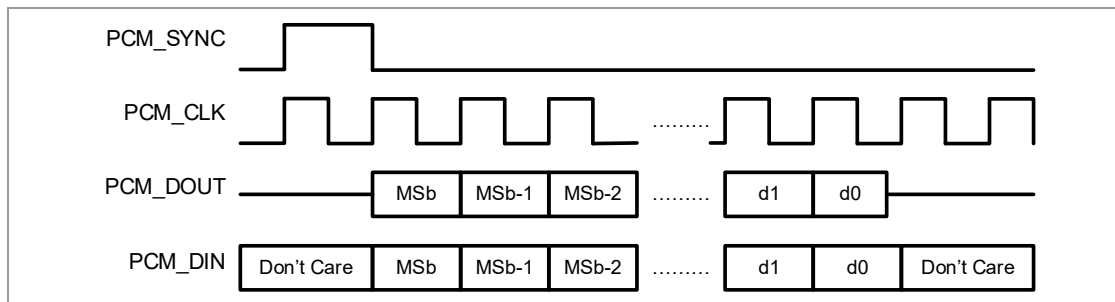 PCM_SYNC
PCM_CLK ………
PCM_DOUT MSb MSb-1 MSb-2 ……… d1 d0
PCM_DIN Don’t Care MSb MSb-1 MSb-2 ……… d1 d0 Don’t Care